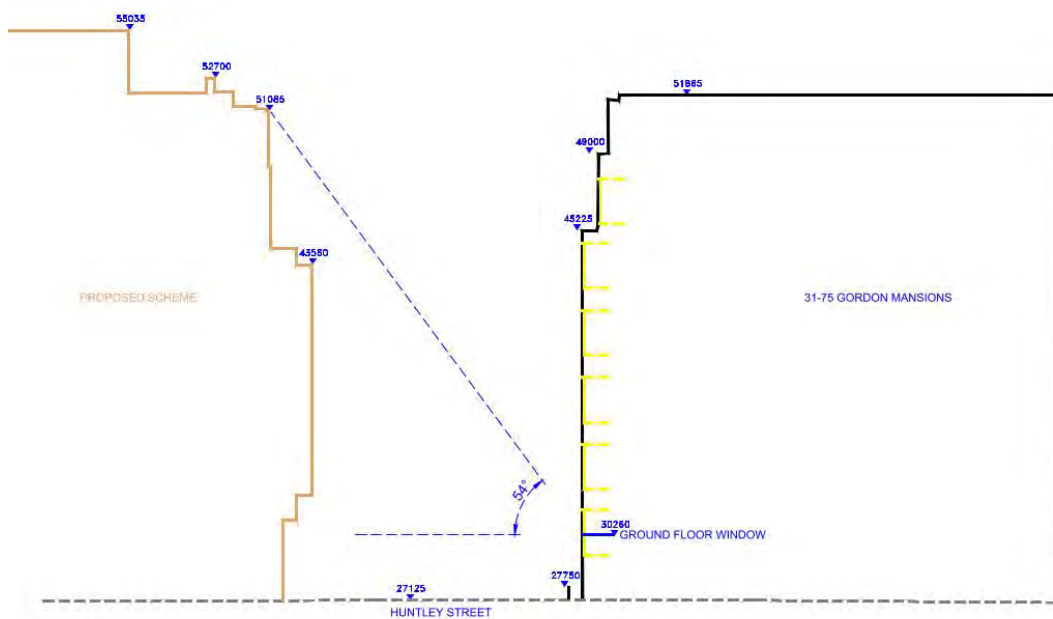 55035
52700
51085
51885
49000
45225
43580
PROPOSED SCHEME
31-75 GORDON MANSIONS
54°
30260
GROUND FLOOR WINDOW
27750
27125
HUNTLEY STREET